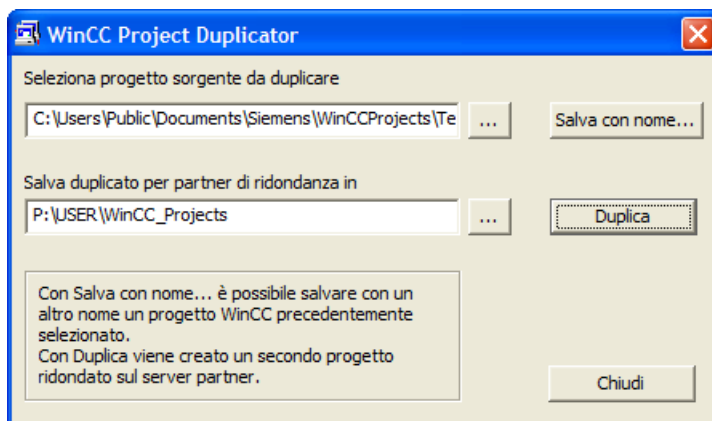 WinCC Project Duplicator
Seleziona progetto sorgente da duplicare
C:\Users\Public\Documents\Siemens\WinCCProjects\Te
...
Salva con nome...
Salva duplicato per partner di ridondanza in
P:\USER\WinCC_Projects
...
Duplica
Con Salva con nome... è possibile salvare con un
altro nome un progetto WinCC precedentemente
selezionato.
Con Duplica viene creato un secondo progetto
ridondato sul server partner.
Chiudi